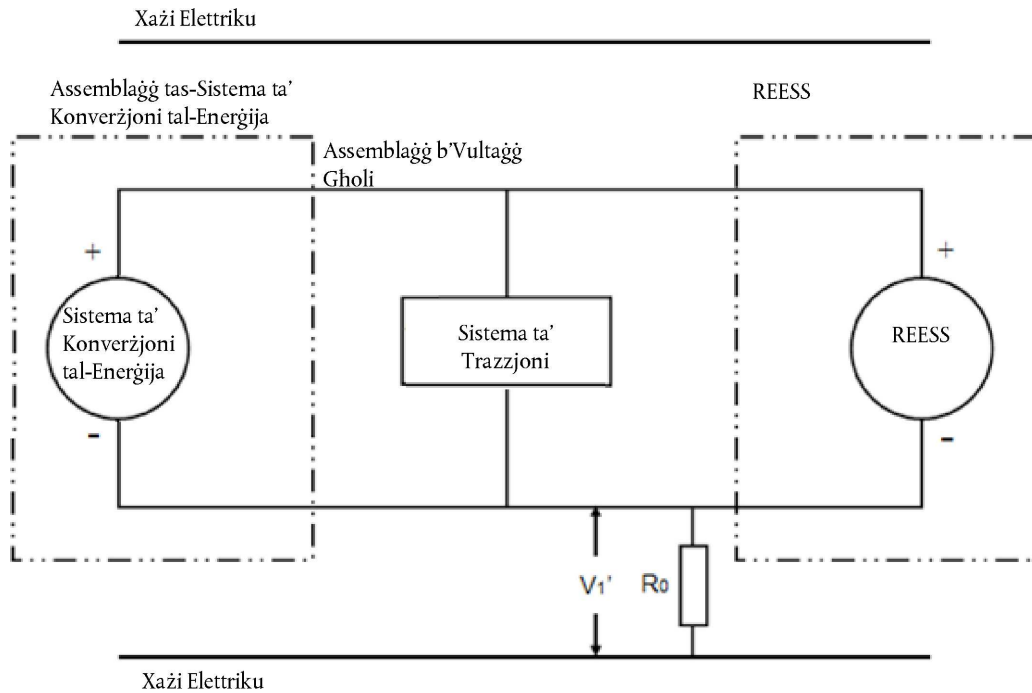 Xażi Elettriku
Assemblaġġ tas-Sistema ta'
Konverżjoni tal-Enerġija
REESS
Assemblaġġ b'Vultaġġ
Għoli
+
+
Sistema ta'
Konverżjoni
tal-Enerġija
Sistema ta'
Trazzjoni
REESS
-
-
V1'
R0
Xażi Elettriku